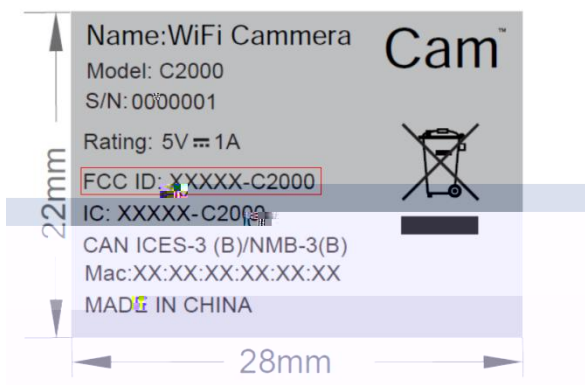 Name:WiFi Cammera
Cam™
Model: C2000
S/N: 0000001
Rating: 5V⎓1A
FCC ID: XXXXX-C2000
IC: XXXXX-C2000
CAN ICES-3 (B)/NMB-3(B)
Mac:XX:XX:XX:XX:XX:XX
MADE IN CHINA
22mm
28mm